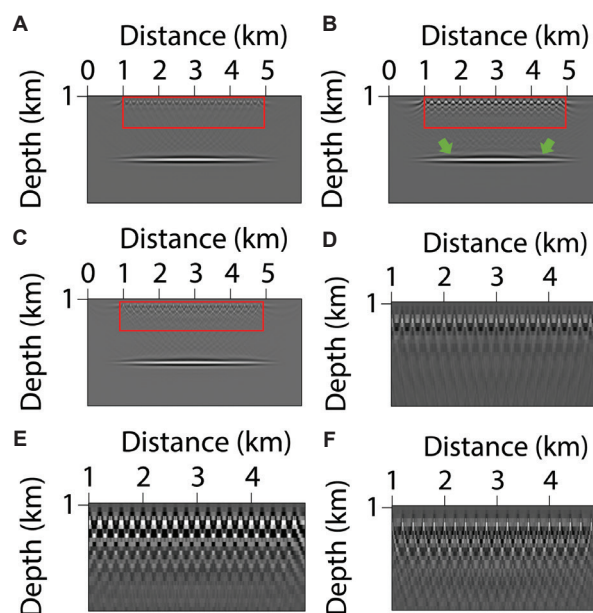 A
Distance (km)
0 1 2 3 4 5
1
Depth (km)
B
Distance (km)
0 1 2 3 4 5
1
Depth (km)
C
Distance (km)
0 1 2 3 4 5
1
Depth (km)
D
Distance (km)
1 2 3 4
1
Depth (km)
E
Distance (km)
1 2 3 4
1
Depth (km)
F
Distance (km)
1 2 3 4
1
Depth (km)